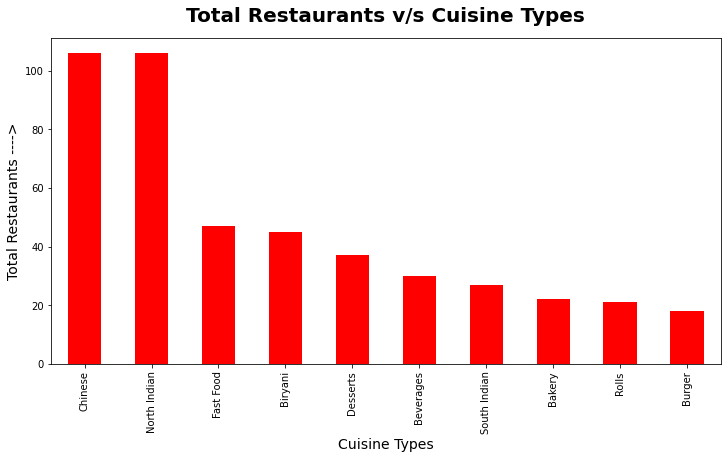 Total Restaurants v/s Cuisine Types
Total Restaurants ---->
100
80
60
40
20
0
Chinese
North Indian
Fast Food
Biryani
Desserts
Beverages
South Indian
Bakery
Rolls
Burger
Cuisine Types